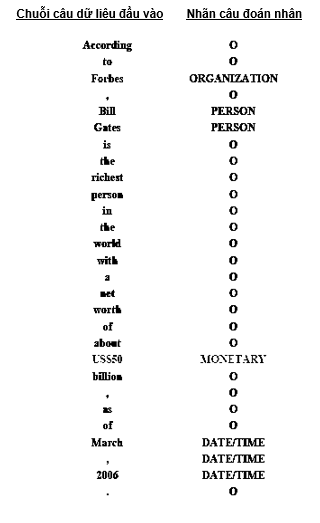 Chuỗi câu dữ liệu đầu vào Nhãn câu đoán nhân
According O
to O
Forbes ORGANIZATION
, O
Bill PERSON
Gates PERSON
is O
the O
richest O
person O
in O
the O
world O
with O
a O
net O
worth O
of O
about O
US$50 MONETARY
billion O
, O
as O
of O
March DATE/TIME
, DATE/TIME
2006 DATE/TIME
. O